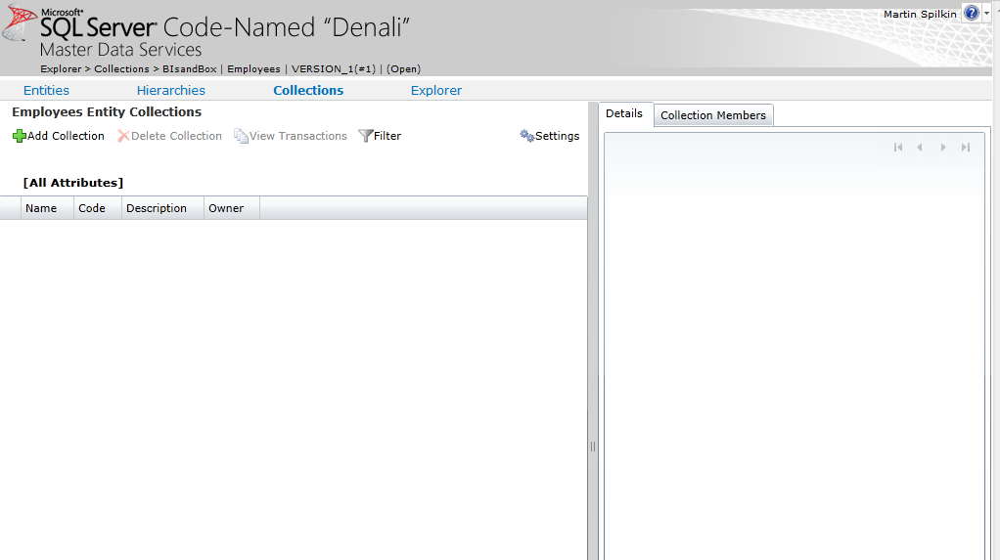 Microsoft®
SQL Server® Code-Named “Denali”
Master Data Services
Martin Spilkin
Explorer > Collections > BIsandBox | Employees | VERSION_1(#1) | (Open)
Entities Hierarchies Collections Explorer
Employees Entity Collections
Add Collection Delete Collection View Transactions Filter Settings
[All Attributes]
Name Code Description Owner
Details Collection Members